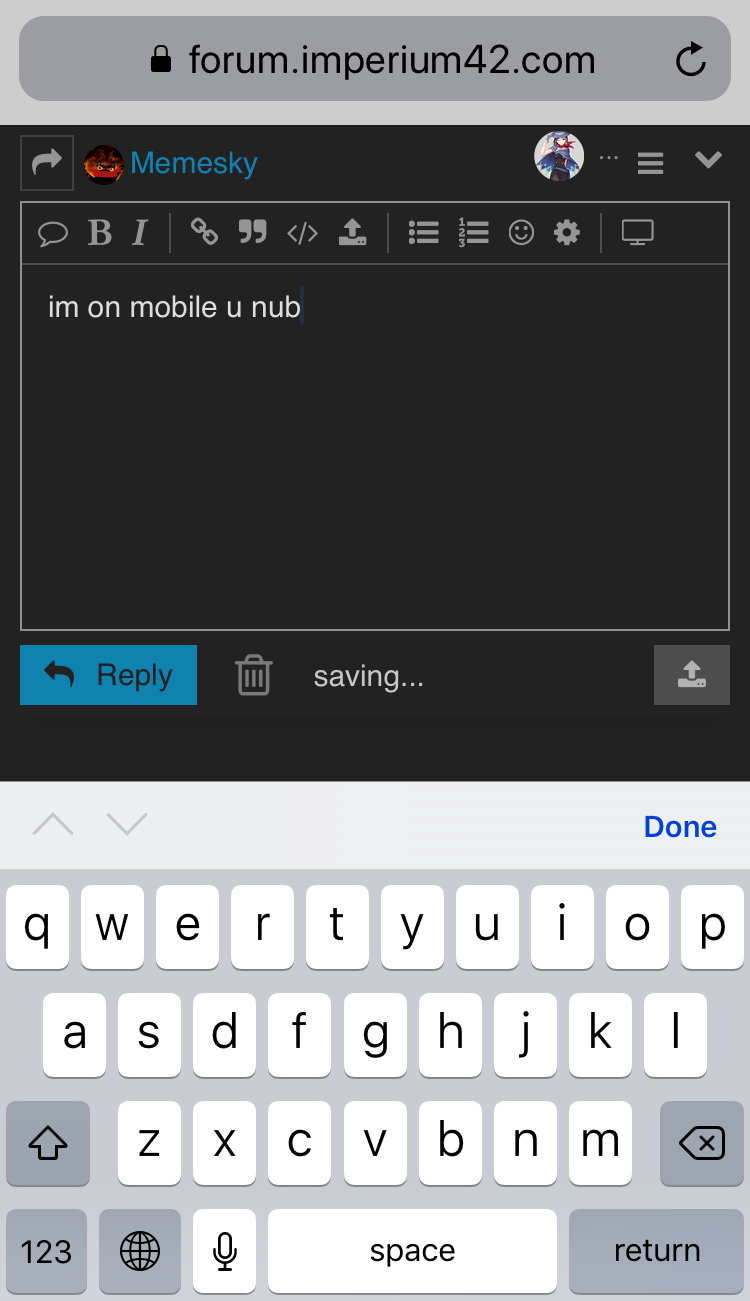 forum.imperium42.com
Memesky
...
B I
im on mobile u nub
Reply saving...
Done
q w e r t y u i o p
a s d f g h j k l
z x c v b n m
123 space return